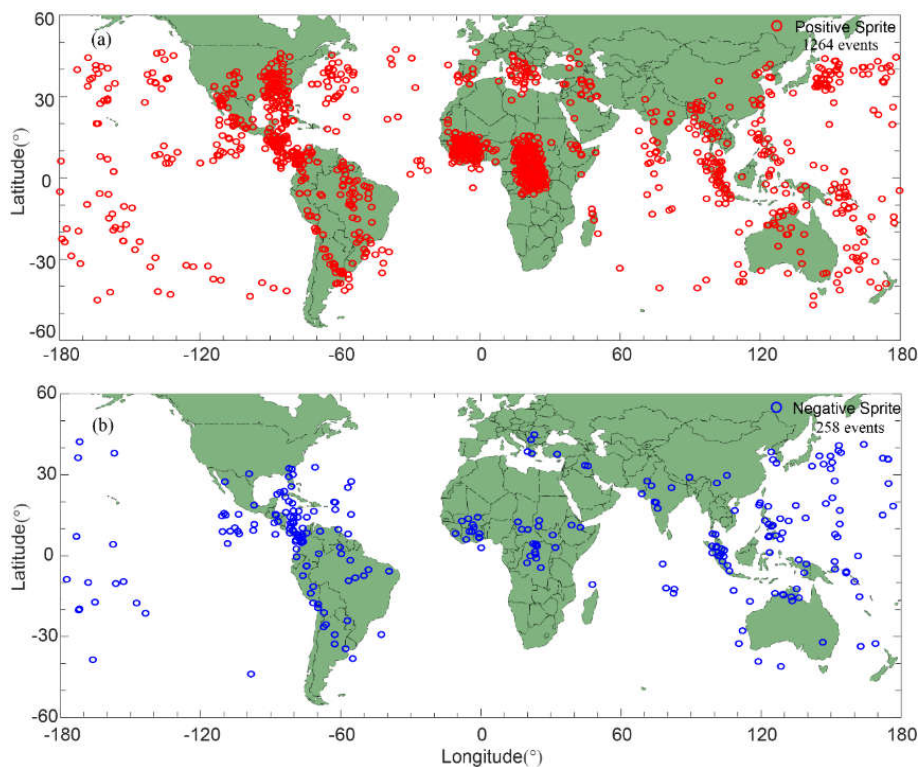 60
(a)
Positive Sprite
1264 events
30
0
-30
-60
Latitude(°)
-180
-120
-60
0
60
120
180
60
(b)
Negative Sprite
258 events
30
0
-30
-60
Latitude(°)
-180
-120
-60
0
60
120
180
Longitude(°)